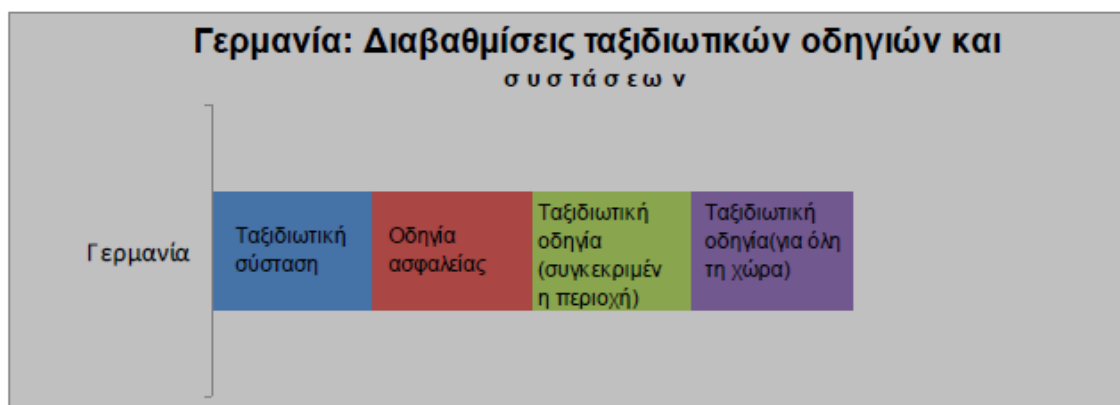 Γερμανία: Διαβαθμίσεις ταξιδιωτικών οδηγιών και
συστάσεων
Γερμανία
Ταξιδιωτική
σύσταση
Οδηγία
ασφαλείας
Ταξιδιωτική
οδηγία
(συγκεκριμέν
η περιοχή)
Ταξιδιωτική
οδηγία(για όλη
τη χώρα)